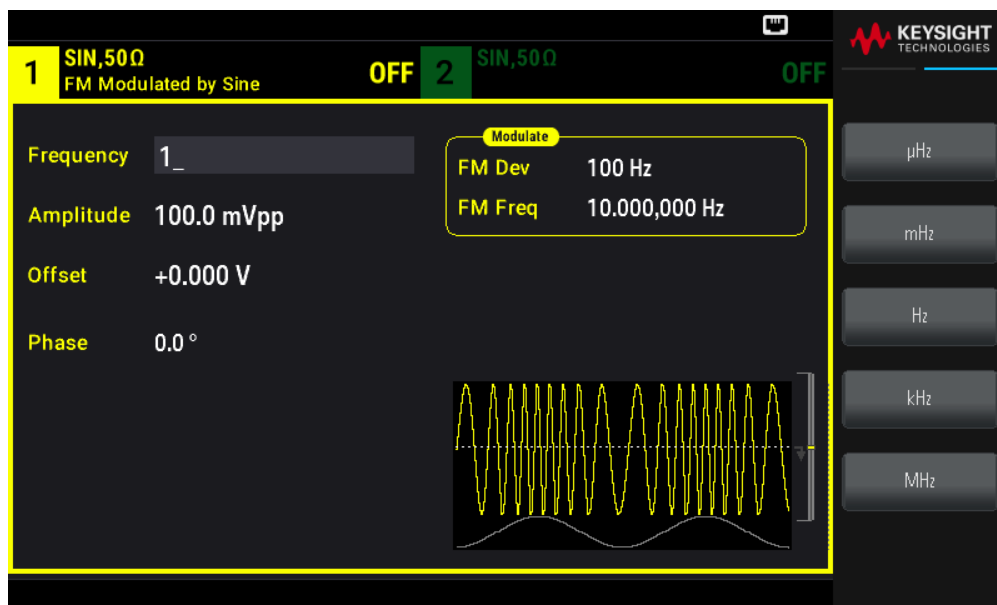 KEYSIGHT
TECHNOLOGIES
1 SIN,50Ω OFF
FM Modulated by Sine
2 SIN,50Ω OFF
Frequency 1_
Amplitude 100.0 mVpp
Offset +0.000 V
Phase 0.0 °
Modulate
FM Dev 100 Hz
FM Freq 10.000,000 Hz
µHz
mHz
Hz
kHz
MHz